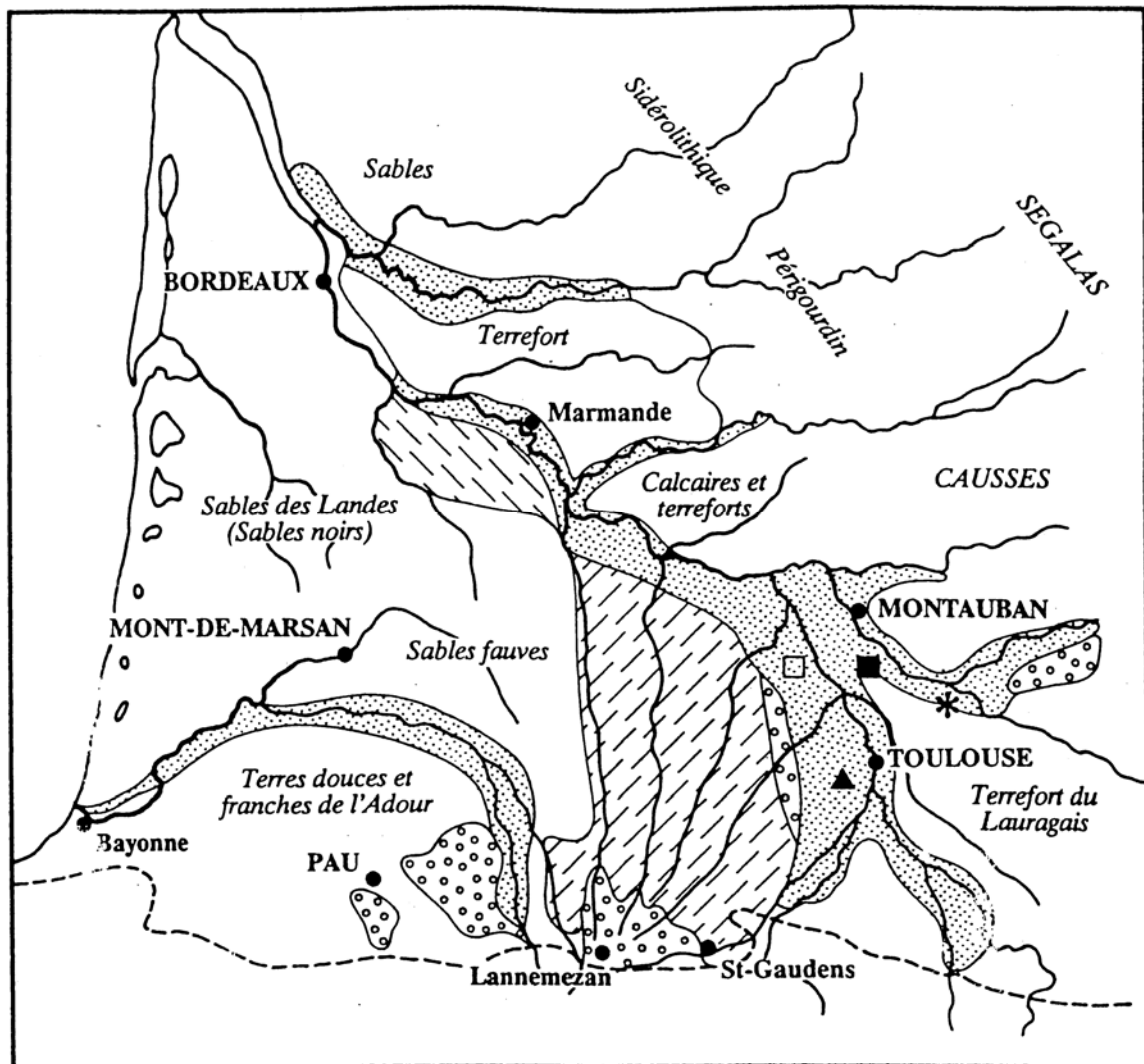 Sidérolithique
Sables
SEGALAS
BORDEAUX
Périgourdin
Terrefort
Marmande
Calcaires et
terreforts
CAUSSES
Sables des Landes
(Sables noirs)
MONTAUBAN
MONT-DE-MARSAN
Sables fauves
TOULOUSE
Terres douces et
franches de l'Adour
Terrefort du
Lauragais
Bayonne
PAU
Lannemezan
St-Gaudens